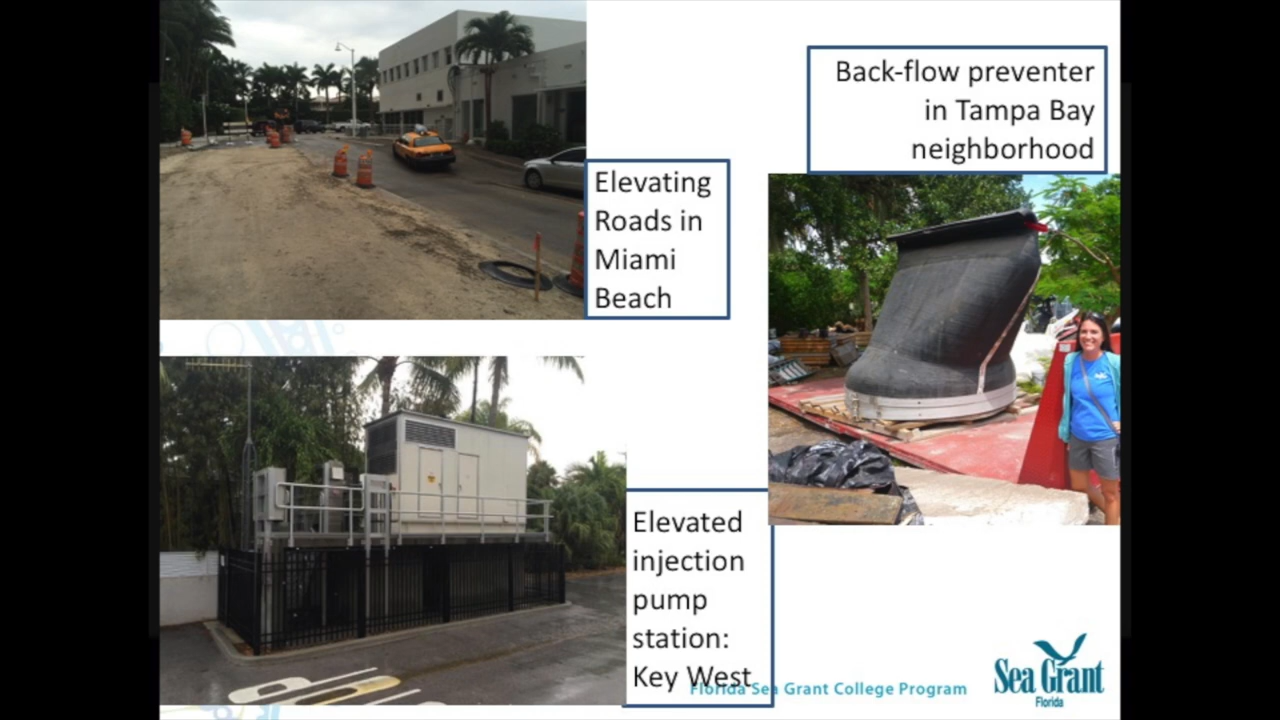 Back-flow preventer
in Tampa Bay
neighborhood
Elevating
Roads in
Miami
Beach
Elevated
injection
pump
station:
Key West
Florida Sea Grant College Program
Sea Grant
Florida